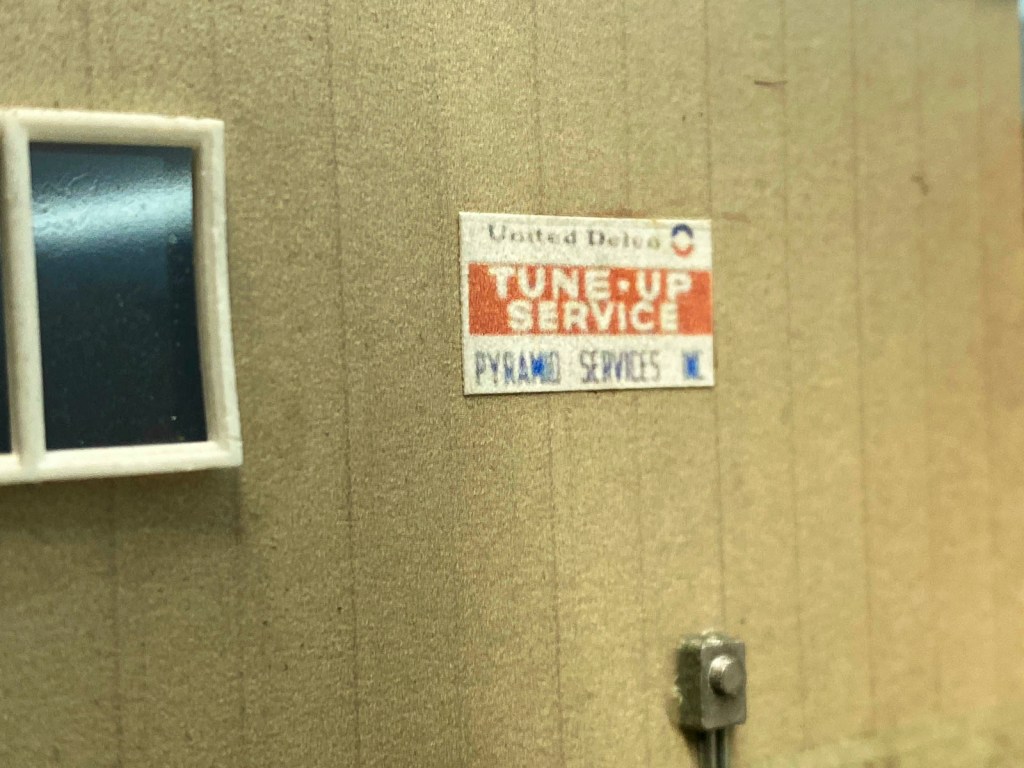 United Delco
TUNE-UP
SERVICE
PYRAMID SERVICES INC